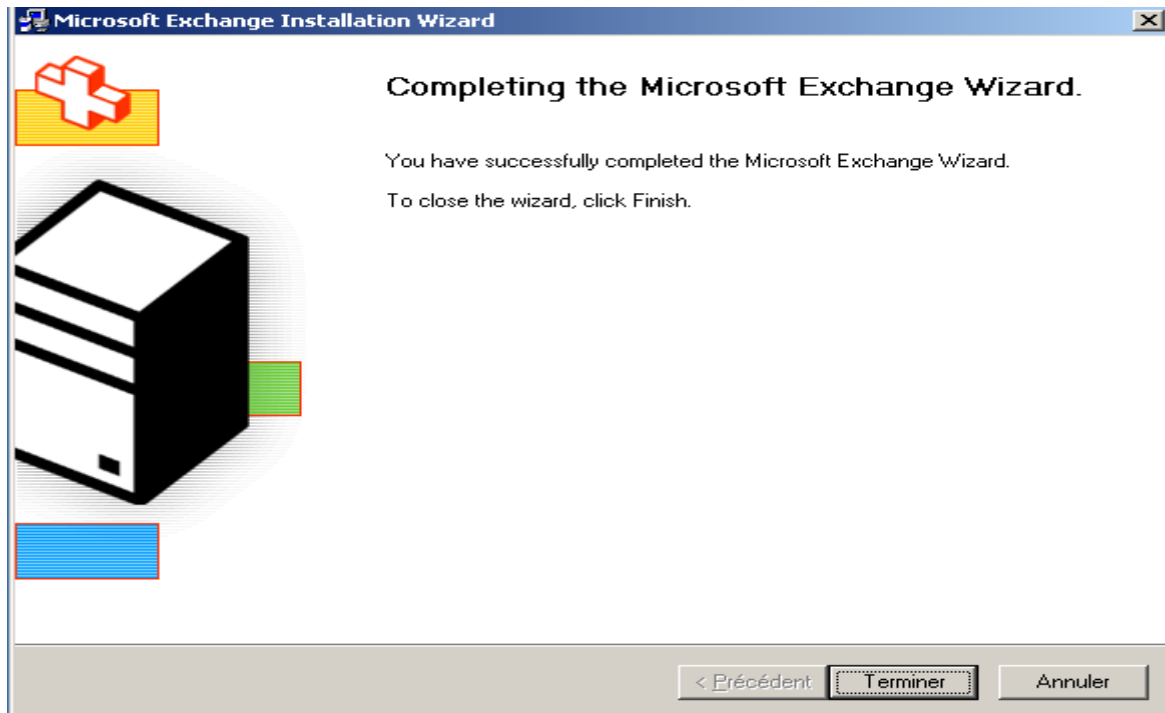 Microsoft Exchange Installation Wizard
Completing the Microsoft Exchange Wizard.
You have successfully completed the Microsoft Exchange Wizard.
To close the wizard, click Finish.
< Précédent Terminer Annuler